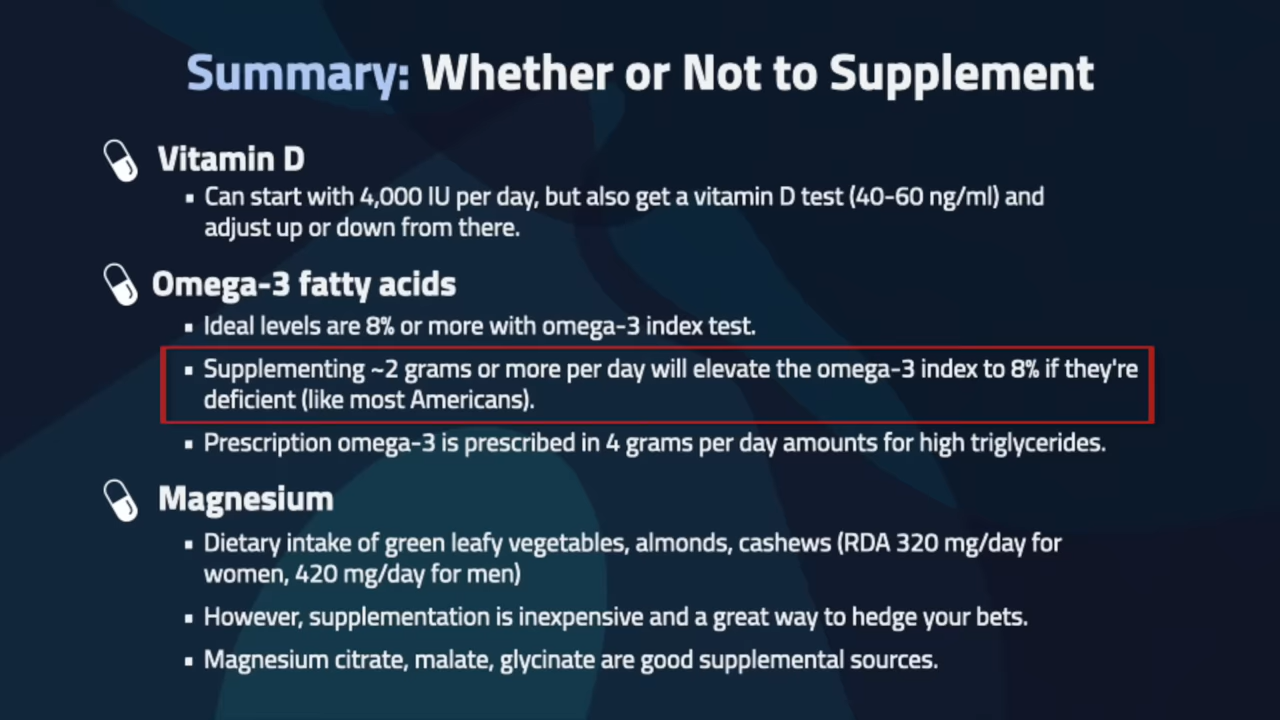 Summary: Whether or Not to Supplement
Vitamin D
▪ Can start with 4,000 IU per day, but also get a vitamin D test (40-60 ng/ml) and
adjust up or down from there.
Omega-3 fatty acids
▪ Ideal levels are 8% or more with omega-3 index test.
▪ Supplementing ~2 grams or more per day will elevate the omega-3 index to 8% if they're
deficient (like most Americans).
▪ Prescription omega-3 is prescribed in 4 grams per day amounts for high triglycerides.
Magnesium
▪ Dietary intake of green leafy vegetables, almonds, cashews (RDA 320 mg/day for
women, 420 mg/day for men)
▪ However, supplementation is inexpensive and a great way to hedge your bets.
▪ Magnesium citrate, malate, glycinate are good supplemental sources.